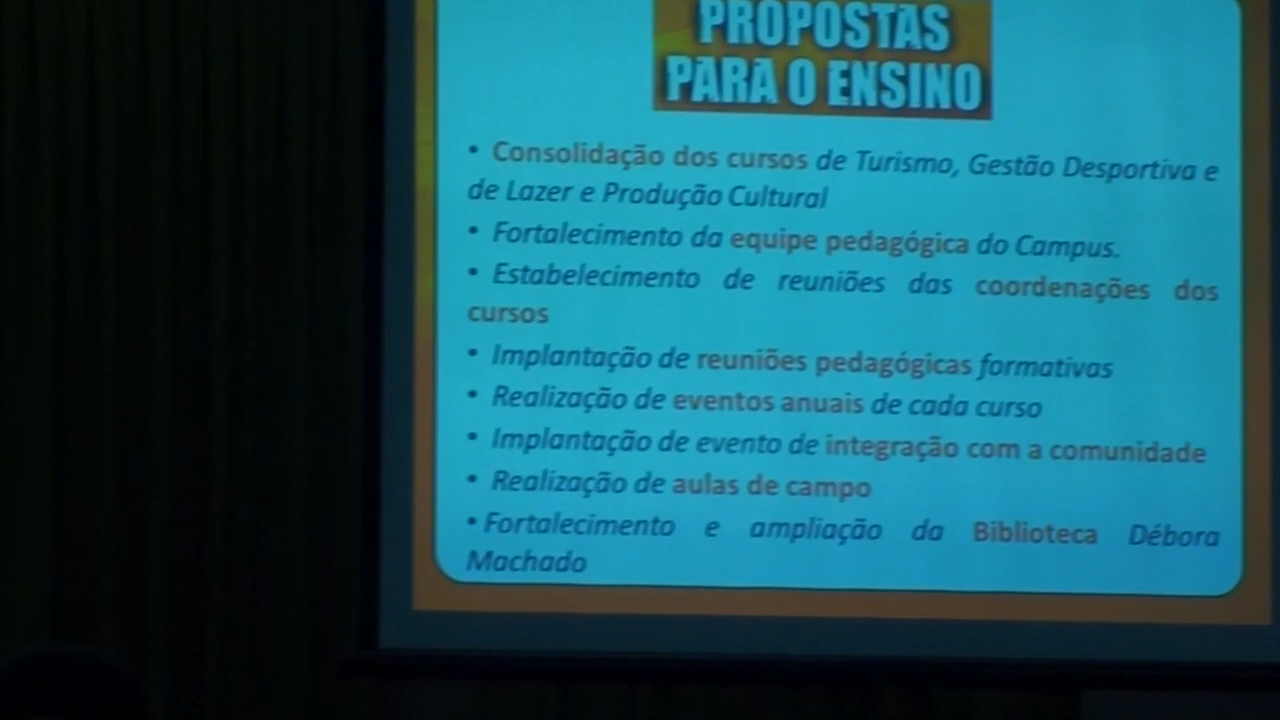 PROPOSTAS
PARA O ENSINO
• Consolidação dos cursos de Turismo, Gestão Desportiva e
de Lazer e Produção Cultural
• Fortalecimento da equipe pedagógica do Campus.
• Estabelecimento de reuniões das coordenações dos
cursos
• Implantação de reuniões pedagógicas formativas
• Realização de eventos anuais de cada curso
• Implantação de evento de integração com a comunidade
• Realização de aulas de campo
• Fortalecimento e ampliação da Biblioteca Débora
Machado